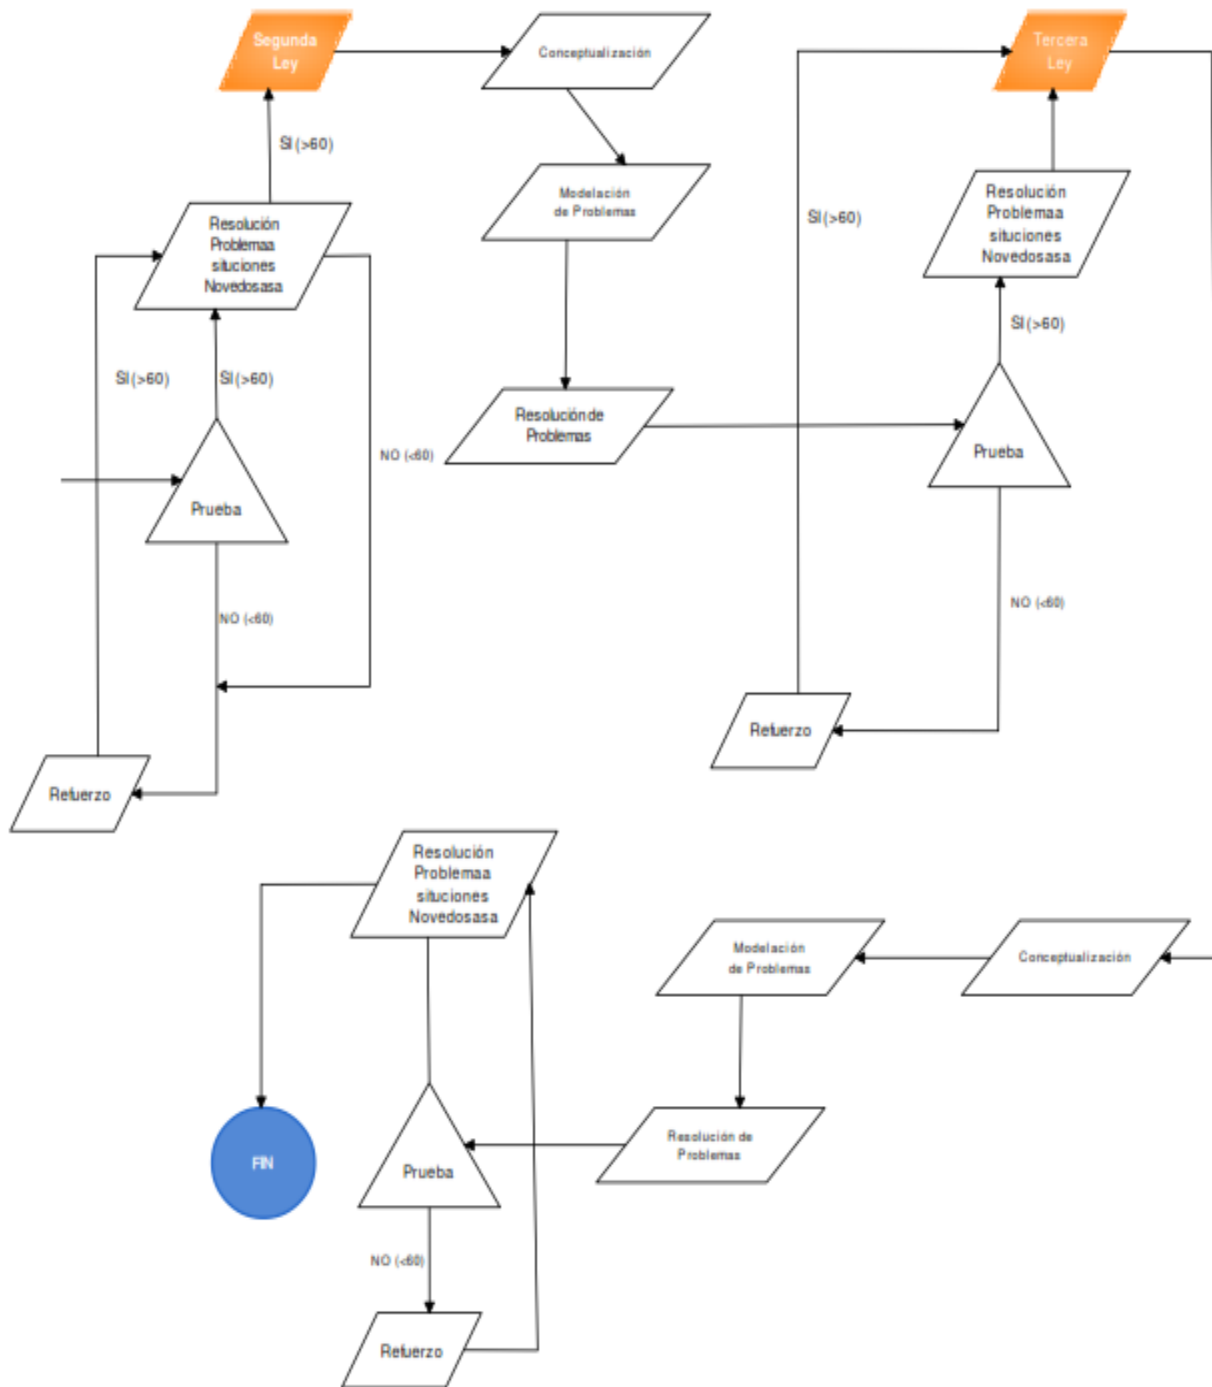 Segunda
Ley
Conceptualización
Tercera
Ley
SI (>60)
Modelación
de Problemas
Resolución
Problemaa
situciones
Novedosasa
SI (>60)
Resolución
Problemaa
situciones
Novedosasa
SI (>60)
SI (>60)
SI (>60)
Resolución de
Problemas
NO (<60)
Prueba
Prueba
NO (<60)
NO (<60)
Refuerzo
Refuerzo
Resolución
Problemaa
situciones
Novedosasa
Modelación
de Problemas
Conceptualización
Resolución de
Problemas
FIN
Prueba
NO (<60)
Refuerzo